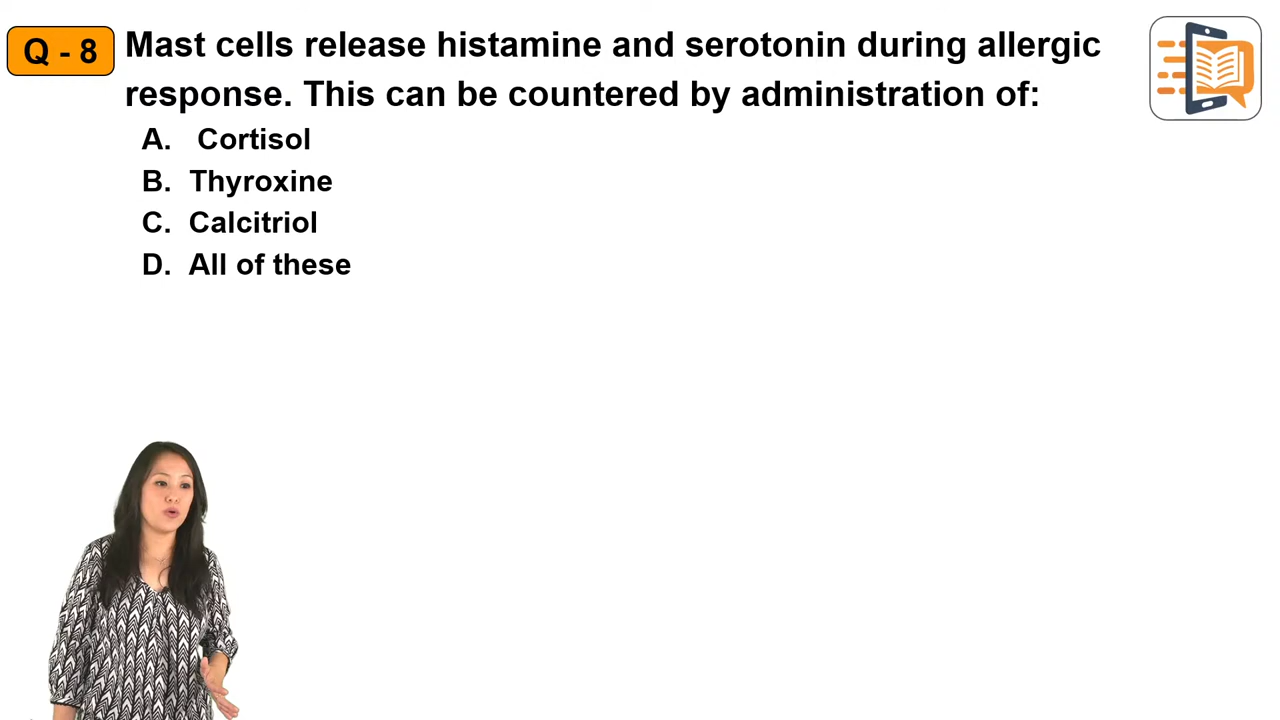 Q - 8
Mast cells release histamine and serotonin during allergic
response. This can be countered by administration of:
A. Cortisol
B. Thyroxine
C. Calcitriol
D. All of these